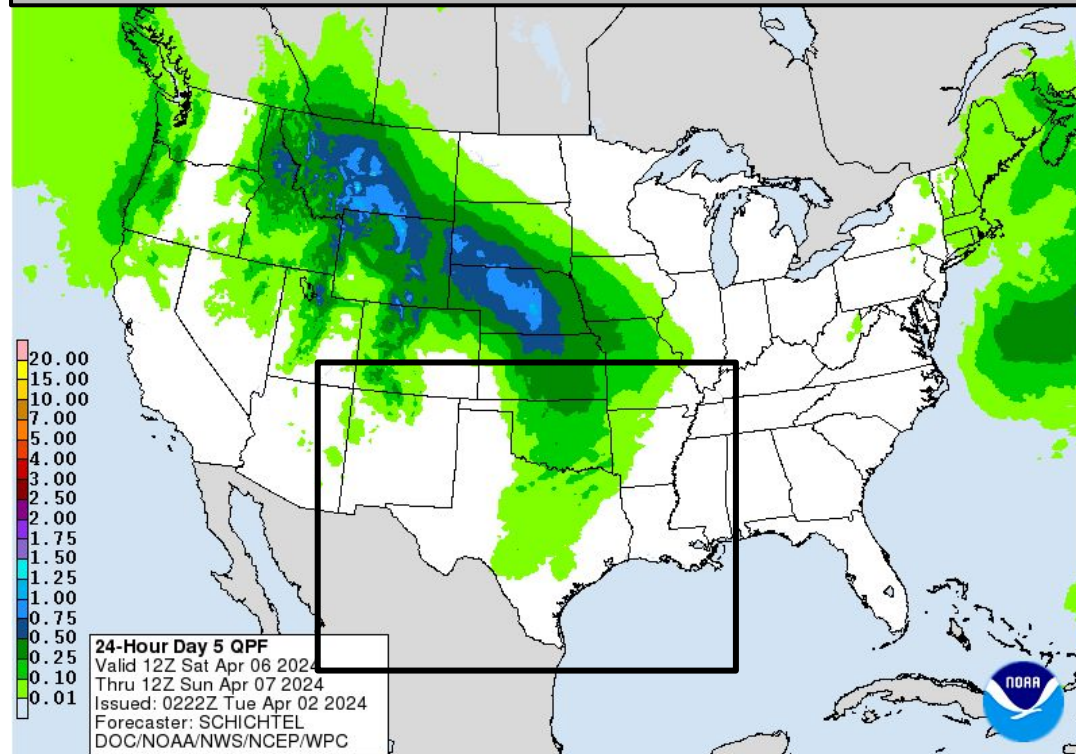 20.00
15.00
10.00
7.00
5.00
4.00
3.00
2.50
2.00
1.75
1.50
1.25
1.00
0.75
0.50
0.25
0.10
0.01
24-Hour Day 5 QPF
Valid 12Z Sat Apr 06 2024
Thru 12Z Sun Apr 07 2024
Issued: 0222Z Tue Apr 02 2024
Forecaster: SCHICHTEL
DOC/NOAA/NWS/NCEP/WPC
NOAA